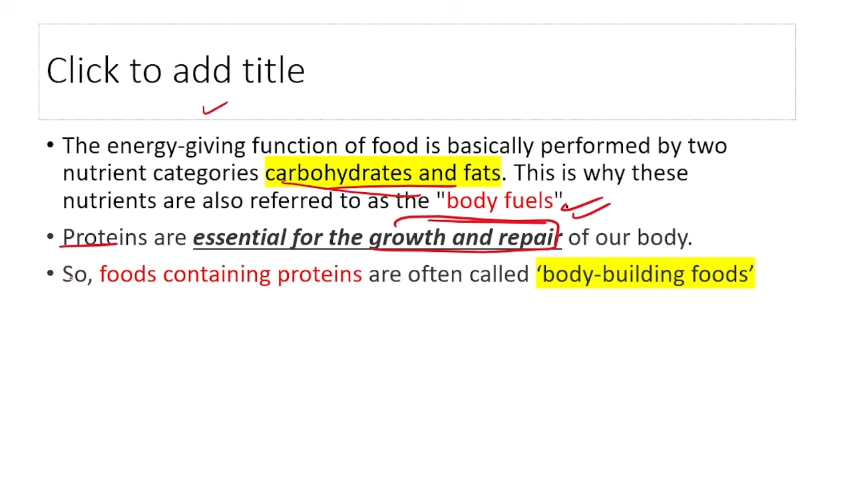 Click to add title
• The energy-giving function of food is basically performed by two
nutrient categories carbohydrates and fats. This is why these
nutrients are also referred to as the "body fuels".
• Proteins are essential for the growth and repair of our body.
• So, foods containing proteins are often called ‘body-building foods’